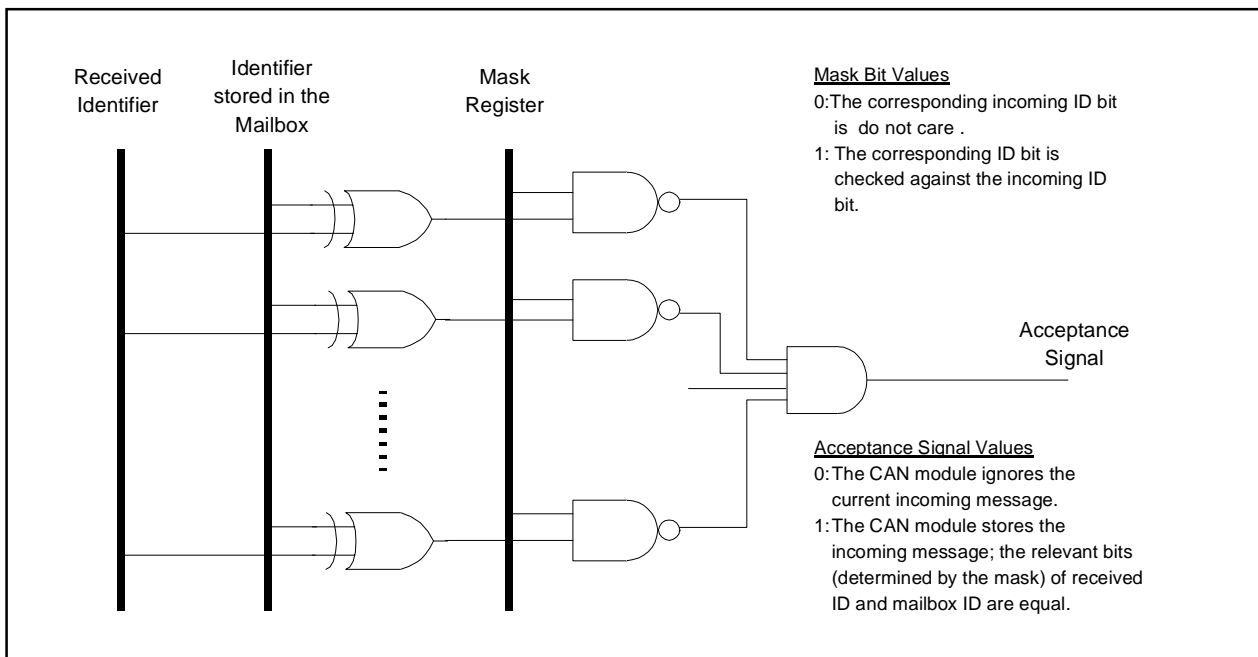 Received
Identifier
Identifier
stored in the
Mailbox
Mask
Register
Mask Bit Values
0:The corresponding incoming ID bit
is do not care .
1: The corresponding ID bit is
checked against the incoming ID
bit.
Acceptance
Signal
Acceptance Signal Values
0:The CAN module ignores the
current incoming message.
1:The CAN module stores the
incoming message; the relevant bits
(determined by the mask) of received
ID and mailbox ID are equal.